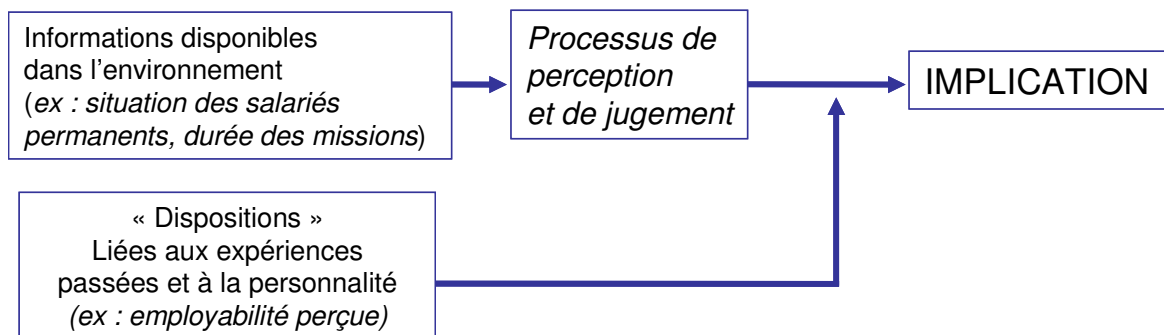 Informations disponibles
dans l’environnement
(ex : situation des salariés
permanents, durée des missions)
Processus de
perception
et de jugement
IMPLICATION
« Dispositions »
Liées aux expériences
passées et à la personnalité
(ex : employabilité perçue)